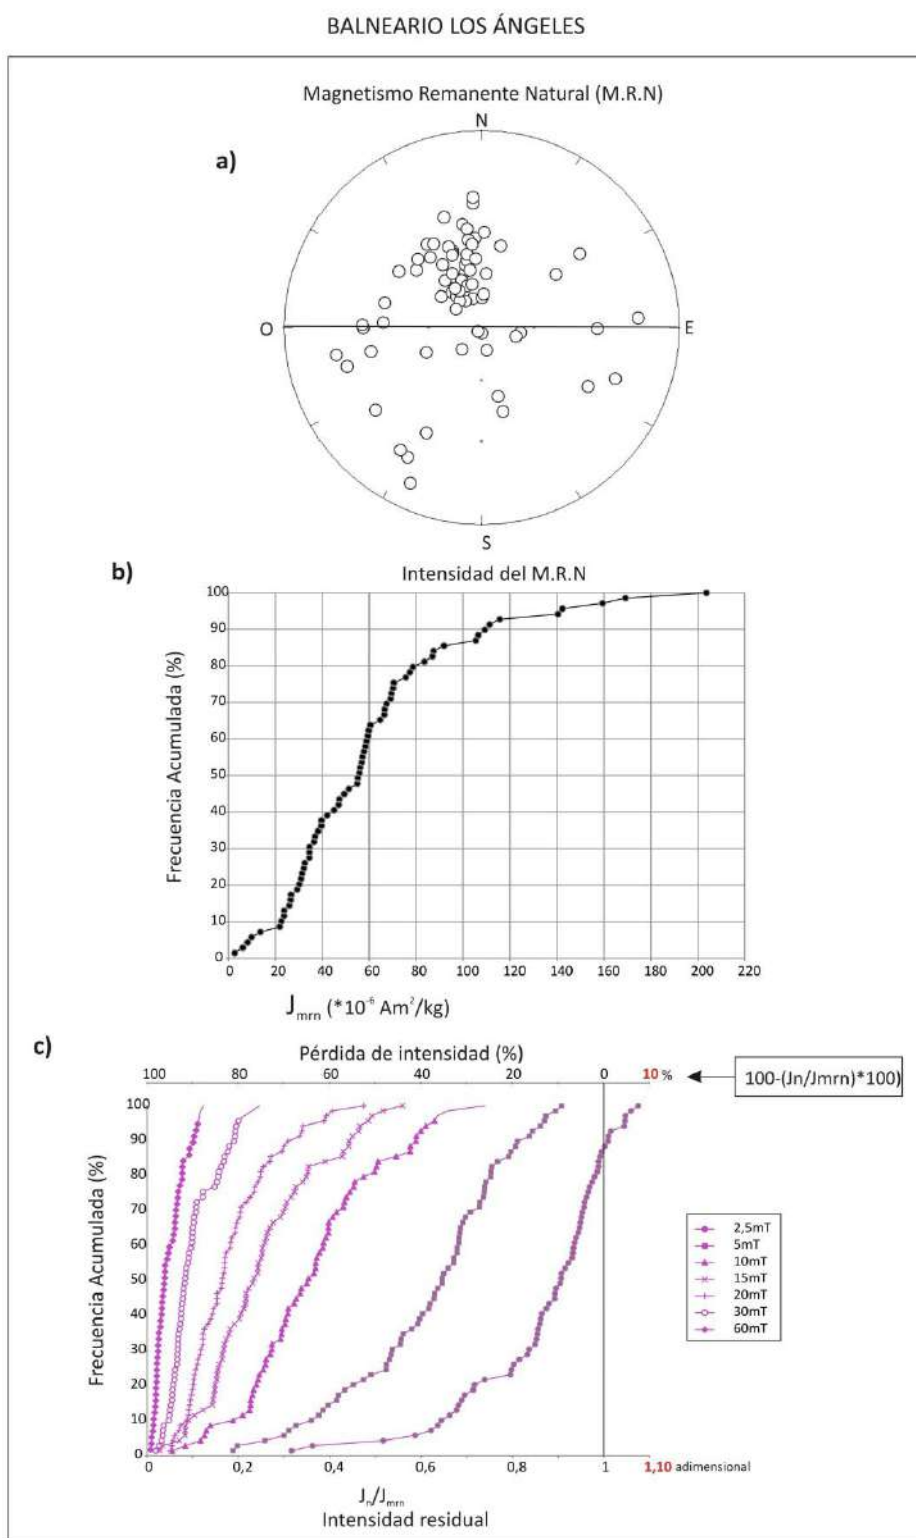 BALNEARIO LOS ÁNGELES
Magnetismo Remanente Natural (M.R.N)
a)
N
O
E
S
b)
Intensidad del M.R.N
Frecuencia Acumulada (%)
100
90
80
70
60
50
40
30
20
10
0
0 20 40 60 80 100 120 140 160 180 200 220
Jmrn (*10⁻⁶ Am²/kg)
c)
Pérdida de intensidad (%)
100 80 60 40 20 0 10 %
100-(Jn/Jmrn)*100)
Frecuencia Acumulada (%)
100
90
80
70
60
50
40
30
20
10
0
2,5mT
5mT
10mT
15mT
20mT
30mT
60mT
0 0,2 0,4 0,6 0,8 1 1,10 adimensional
Jn/Jmrn
Intensidad residual